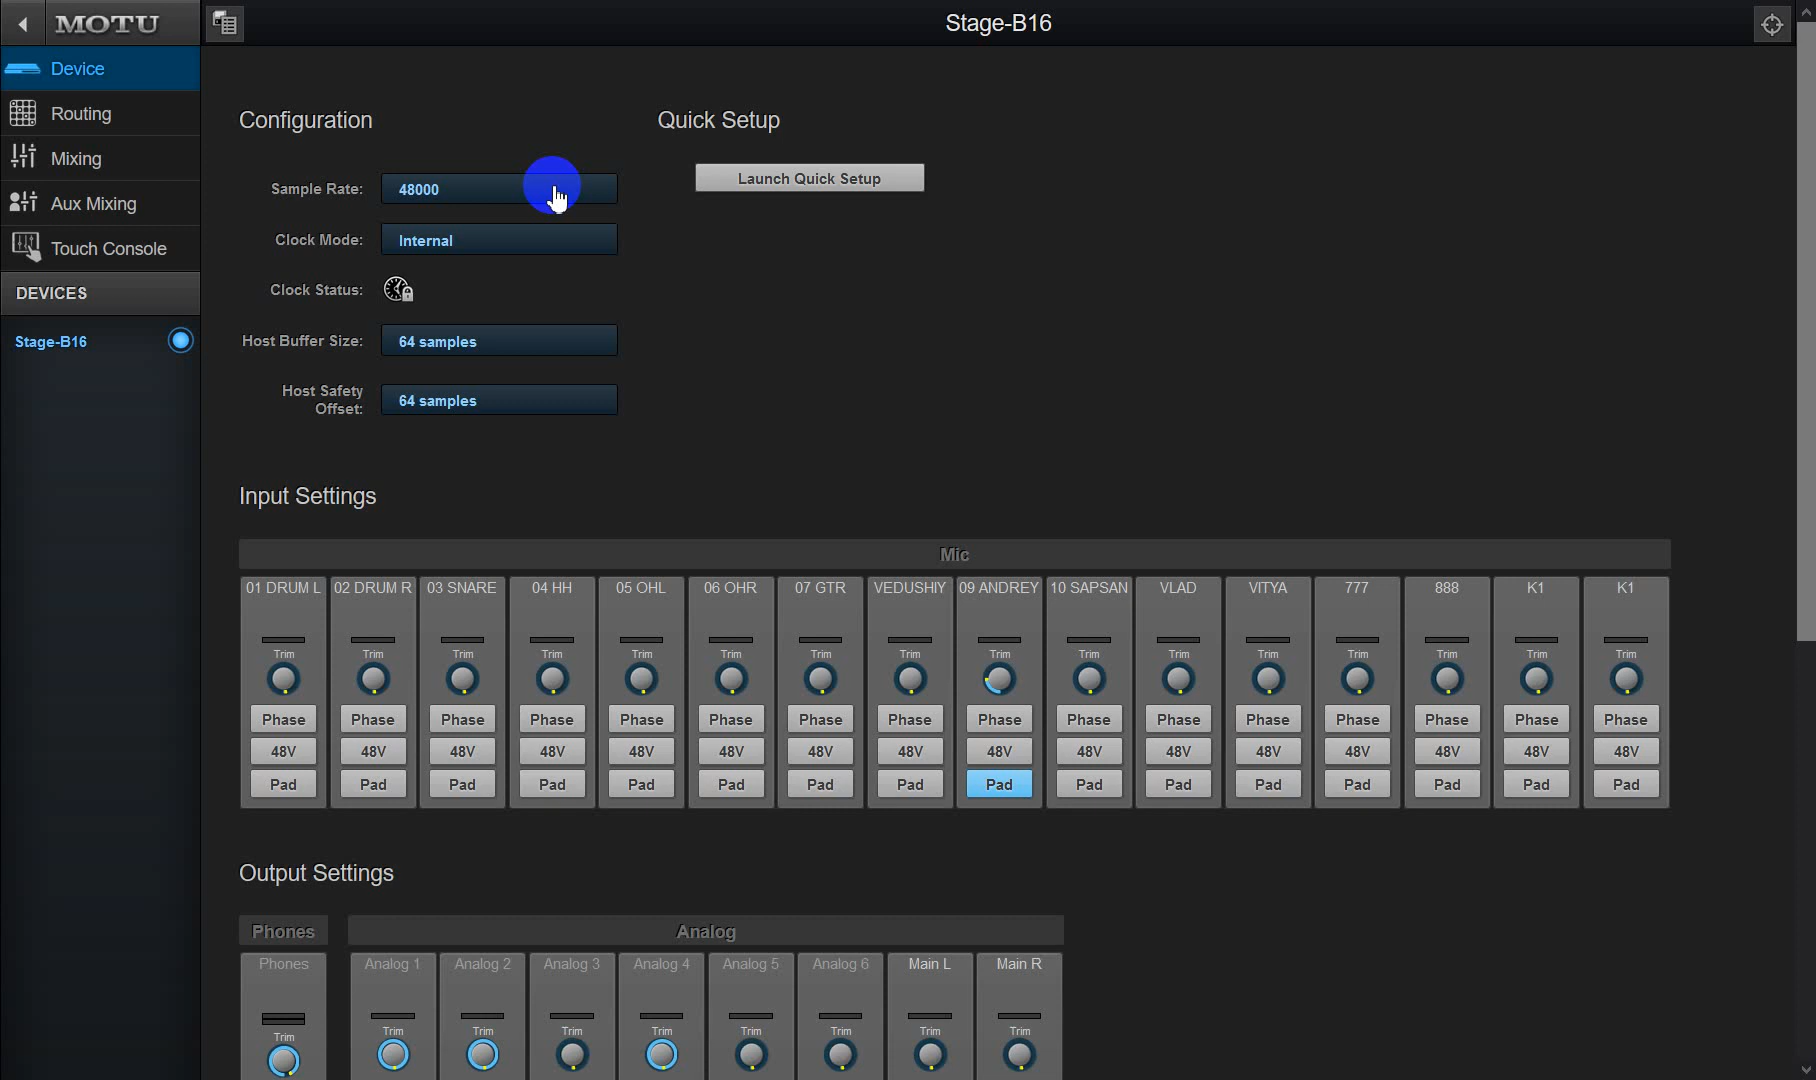 MOTU
Stage-B16
Device
Routing
Mixing
Aux Mixing
Touch Console
DEVICES
Stage-B16
Configuration
Quick Setup
Sample Rate: 48000
Launch Quick Setup
Clock Mode: Internal
Clock Status:
Host Buffer Size: 64 samples
Host Safety
Offset: 64 samples
Input Settings
Mic
01 DRUM L 02 DRUM R 03 SNARE 04 HH 05 OHL 06 OHR 07 GTR VEDUSHIY 09 ANDREY 10 SAPSAN VLAD VITYA 777 888 K1 K1
Trim Trim Trim Trim Trim Trim Trim Trim Trim Trim Trim Trim Trim Trim Trim Trim
Phase Phase Phase Phase Phase Phase Phase Phase Phase Phase Phase Phase Phase Phase Phase Phase
48V 48V 48V 48V 48V 48V 48V 48V 48V 48V 48V 48V 48V 48V 48V 48V
Pad Pad Pad Pad Pad Pad Pad Pad Pad Pad Pad Pad Pad Pad Pad Pad
Output Settings
Phones Analog
Phones Analog 1 Analog 2 Analog 3 Analog 4 Analog 5 Analog 6 Main L Main R
Trim Trim Trim Trim Trim Trim Trim Trim Trim